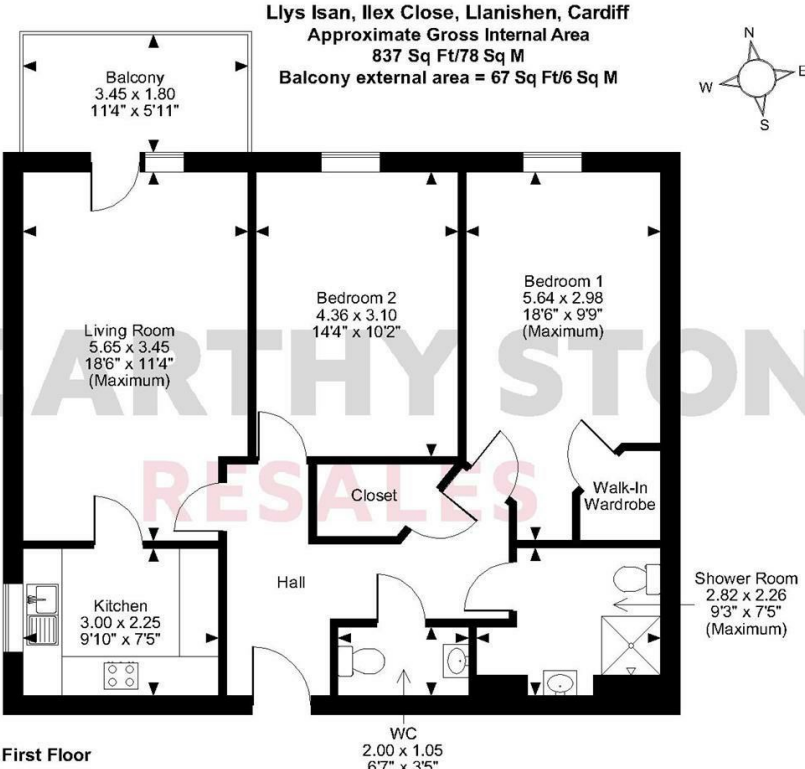 Llys Isan, Ilex Close, Llanishen, Cardiff
Approximate Gross Internal Area
837 Sq Ft/78 Sq M
Balcony external area = 67 Sq Ft/6 Sq M
N
W
E
S
Balcony
3.45 x 1.80
11'4" x 5'11"
Living Room
5.65 x 3.45
18'6" x 11'4"
(Maximum)
Bedroom 2
4.36 x 3.10
14'4" x 10'2"
Bedroom 1
5.64 x 2.98
18'6" x 9'9"
(Maximum)
ARTHY STON
RESALES
Closet
Walk-In
Wardrobe
Hall
Kitchen
3.00 x 2.25
9'10" x 7'5"
Shower Room
2.82 x 2.26
9'3" x 7'5"
(Maximum)
WC
2.00 x 1.05
6'7" x 3'5"
First Floor